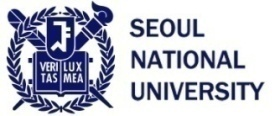 VERI LUX
TAS MEA
SEOUL
NATIONAL
UNIVERSITY